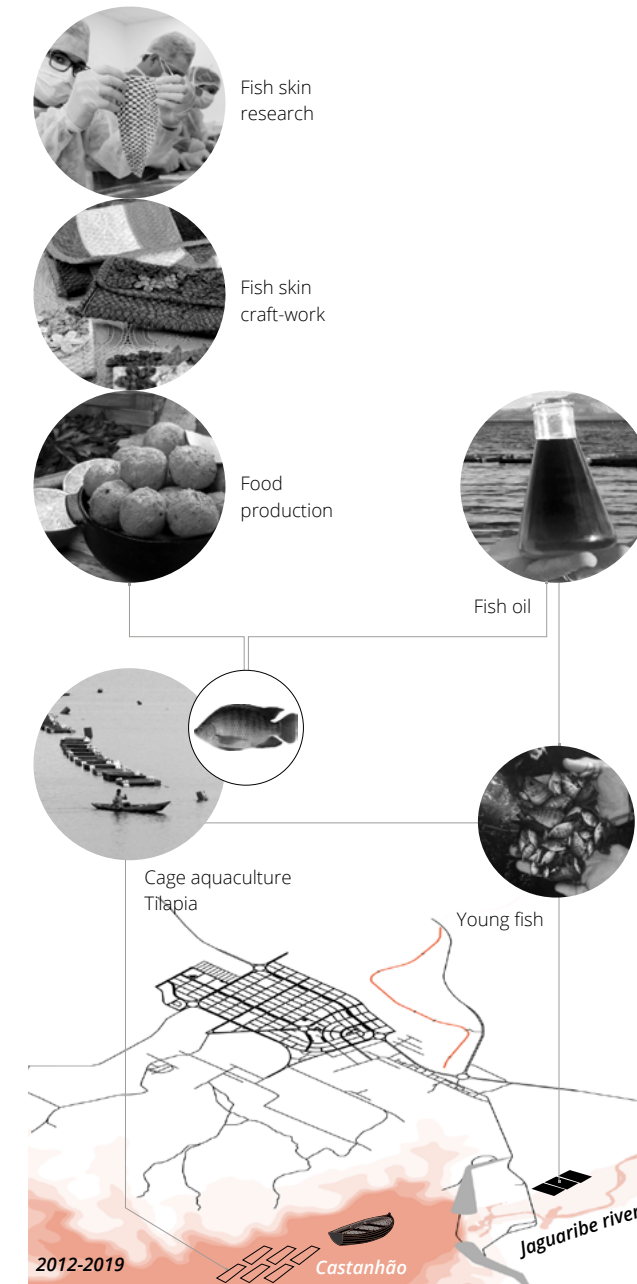 Fish skin
research
Fish skin
craft-work
Food
production
Fish oil
Cage aquaculture
Tilapia
Young fish
Jaguaribe river
2012-2019
Castanhão